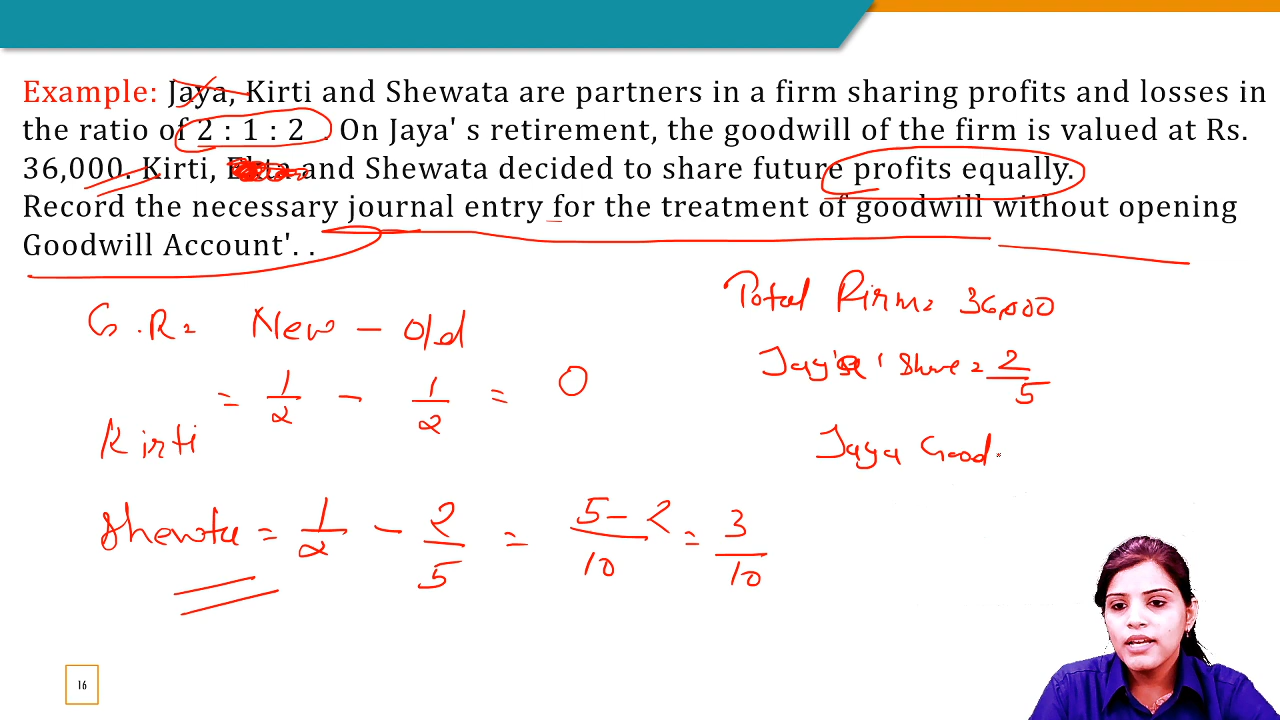 Example: Jaya, Kirti and Shewata are partners in a firm sharing profits and losses in
the ratio of 2 : 1 : 2 . On Jaya' s retirement, the goodwill of the firm is valued at Rs.
36,000. Kirti, Ekta and Shewata decided to share future profits equally.
Record the necessary journal entry for the treatment of goodwill without opening
Goodwill Account'. .
G.R = New - Old
= 1/2 - 1/2 = 0
Kirti
Shewta = 1/2 - 2/5 = 5-2/10 = 3/10
Total Firm = 36,000
Jay's Share = 2/5
Jaya Good
16